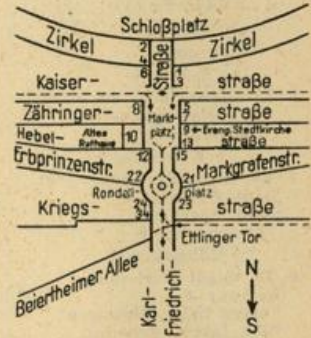 Schloßplatz
Zirkel
Zirkel
Straße
2
4
6
1
3
Kaiser-
straße
Zähringer-
8
Markt-
platz
5
7
straße
Hebel-
Altes
Rathaus
10
9 ← Evang. Stadtkirche
straße
13
Erbprinzenstr.
12
15
Markgrafenstr.
22
21
Rondell-
platz
Kriegs-
24
34
23
straße
Ettlinger Tor
Beiertheimer Allee
Karl-
Friedrich-
N
S